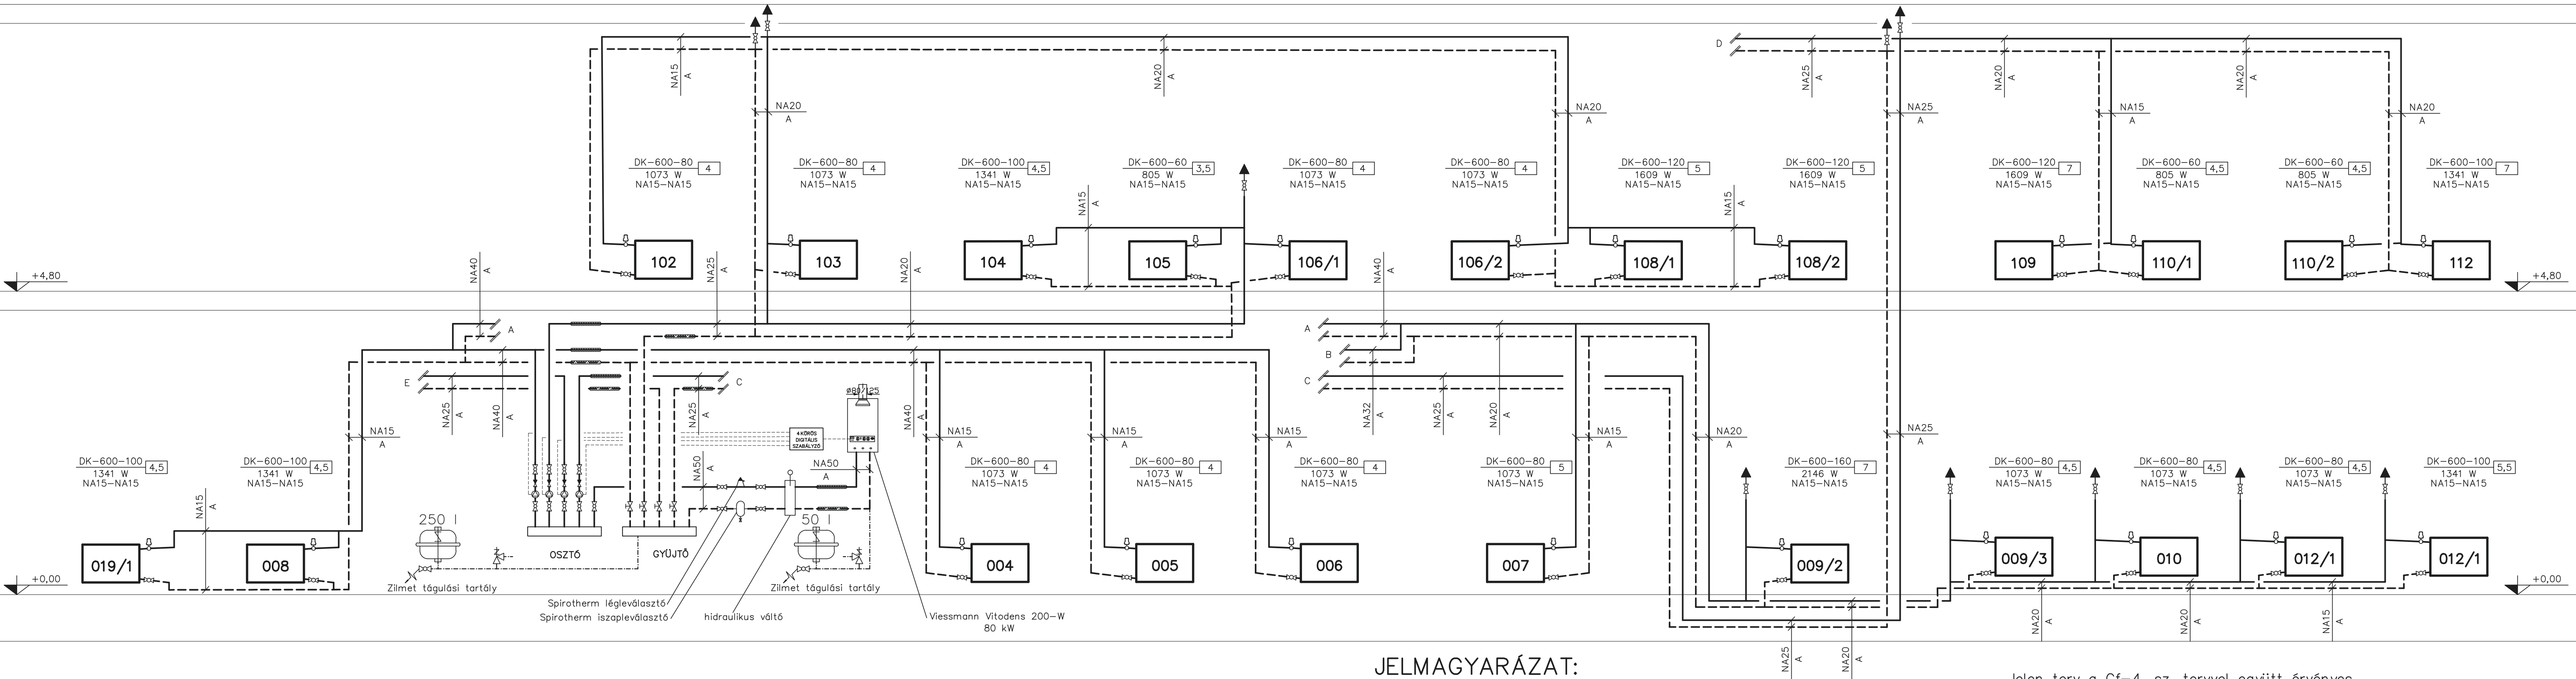 D
NA15
A
NA20
A
NA25
A
NA20
A
NA20
A
NA20
A
NA20
A
NA25
A
NA15
A
NA20
A
DK-600-80 4
1073 W
NA15-NA15
DK-600-80 4
1073 W
NA15-NA15
DK-600-100 4,5
1341 W
NA15-NA15
DK-600-60 3,5
805 W
NA15-NA15
DK-600-80 4
1073 W
NA15-NA15
DK-600-80 4
1073 W
NA15-NA15
DK-600-120 5
1609 W
NA15-NA15
DK-600-120 5
1609 W
NA15-NA15
DK-600-120 7
1609 W
NA15-NA15
DK-600-60 4,5
805 W
NA15-NA15
DK-600-60 4,5
805 W
NA15-NA15
DK-600-100 7
1341 W
NA15-NA15
NA15
A
NA15
A
102
103
104
105
106/1
106/2
108/1
108/2
109
110/1
110/2
112
+4,80
NA40
A
NA25
A
NA20
A
NA40
A
+4,80
A
A
B
E
C
C
NA25
A
NA40
A
NA25
A
Ø80/125
NA40
A
NA32
A
NA25
A
NA20
A
NA15
A
4 KÖRÖS
DIGITÁLIS
SZABÁLYZÓ
NA15
A
NA15
A
NA15
A
NA15
A
NA20
A
NA25
A
DK-600-100 4,5
1341 W
NA15-NA15
DK-600-100 4,5
1341 W
NA15-NA15
NA50
A
NA50
A
DK-600-80 4
1073 W
NA15-NA15
DK-600-80 4
1073 W
NA15-NA15
DK-600-80 4
1073 W
NA15-NA15
DK-600-80 5
1073 W
NA15-NA15
DK-600-160 7
2146 W
NA15-NA15
DK-600-80 4,5
1073 W
NA15-NA15
DK-600-80 4,5
1073 W
NA15-NA15
DK-600-80 4,5
1073 W
NA15-NA15
DK-600-100 5,5
1341 W
NA15-NA15
NA15
A
250 l
50 l
OSZTÓ
GYŰJTŐ
019/1
008
004
005
006
007
009/2
009/3
010
012/1
012/1
+0,00
+0,00
Zilmet tágulási tartály
Zilmet tágulási tartály
Spirotherm légleválasztó
Spirotherm iszapleválasztó
hidraulikus váltó
Viessmann Vitodens 200-W
80 kW
NA20
A
NA20
A
NA15
A
NA25
A
NA20
A
JELMAGYARÁZAT: